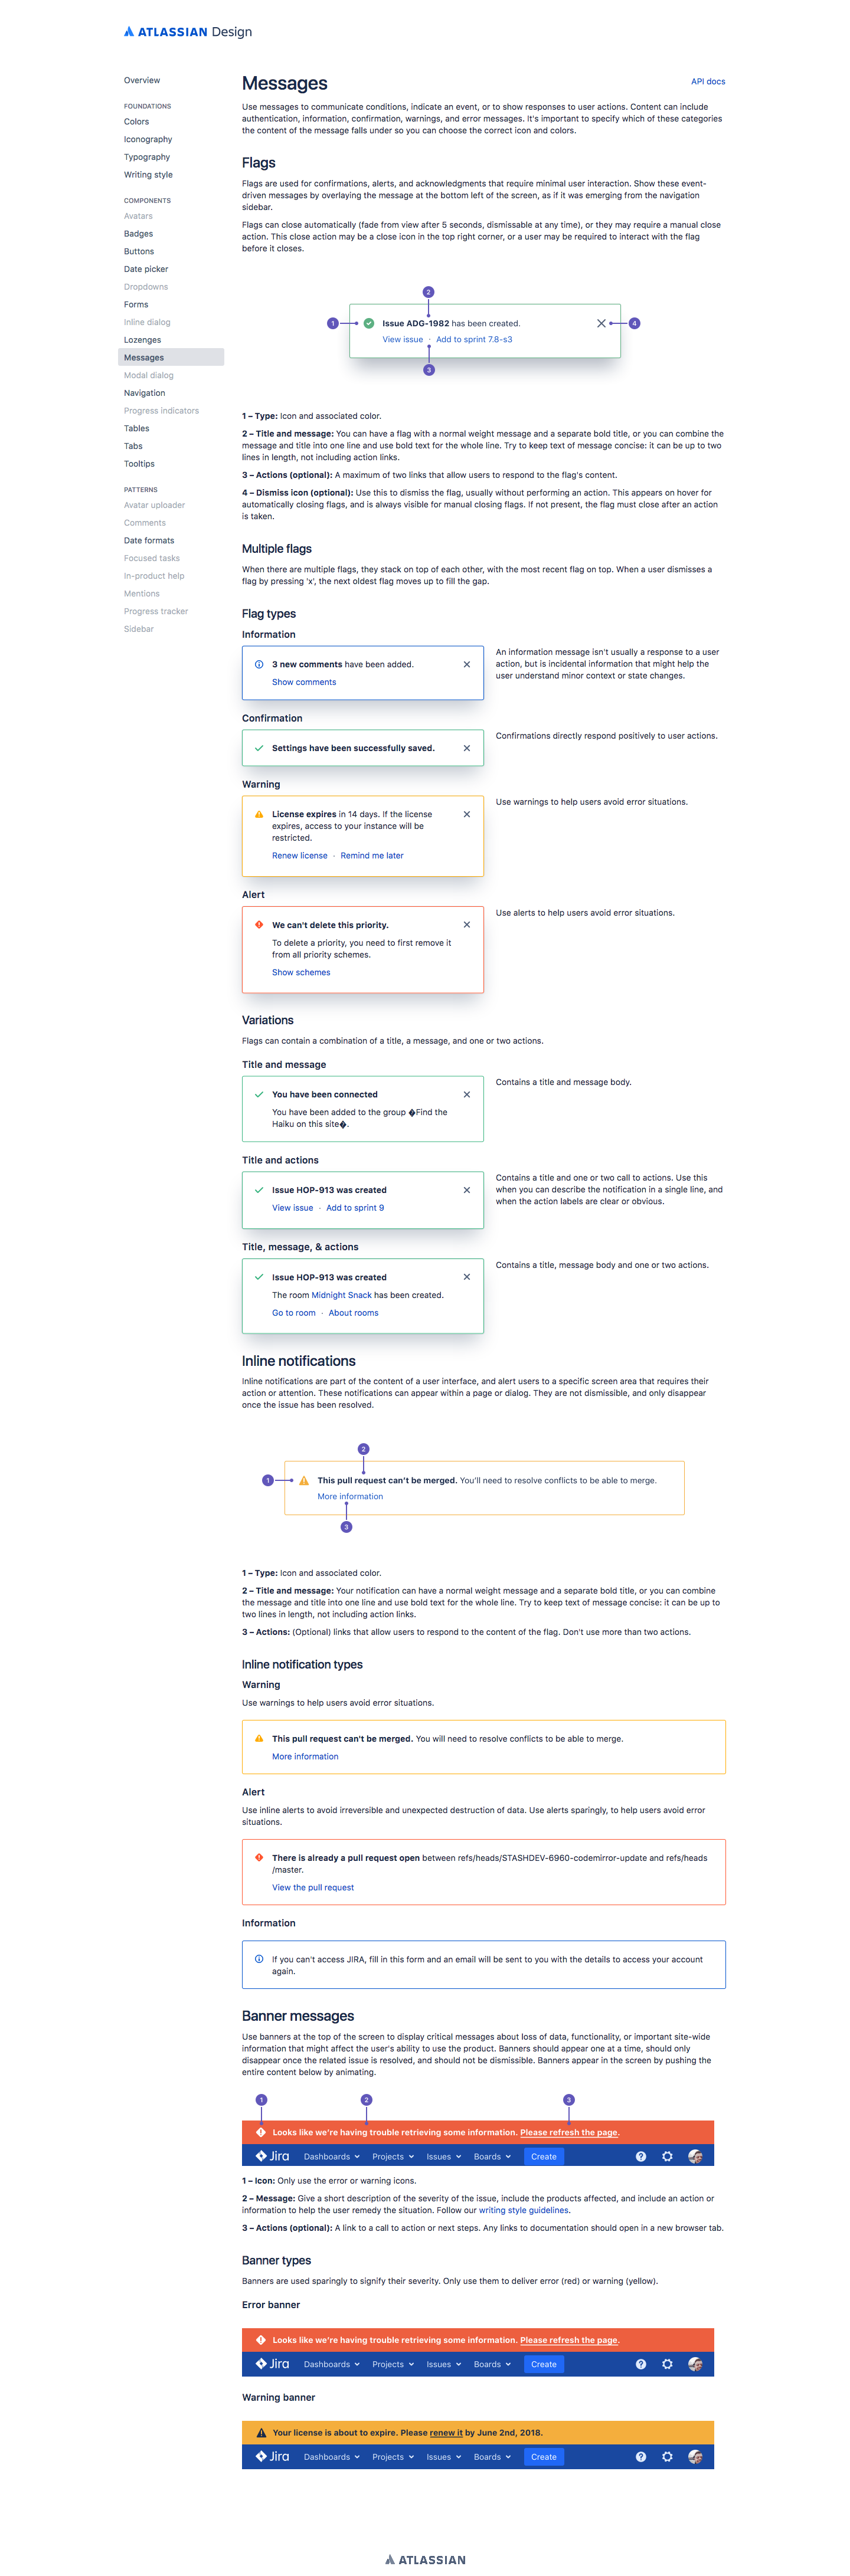 ATLASSIAN Design
Overview
FOUNDATIONS
Colors
Iconography
Typography
Writing style
COMPONENTS
Avatars
Badges
Buttons
Date picker
Dropdowns
Forms
Inline dialog
Lozenges
Messages
Modal dialog
Navigation
Progress indicators
Tables
Tabs
Tooltips
PATTERNS
Avatar uploader
Comments
Date formats
Focused tasks
In-product help
Mentions
Progress tracker
Sidebar
Messages
API docs
Use messages to communicate conditions, indicate an event, or to show responses to user actions. Content can include
authentication, information, confirmation, warnings, and error messages. It's important to specify which of these categories
the content of the message falls under so you can choose the correct icon and colors.
Flags
Flags are used for confirmations, alerts, and acknowledgments that require minimal user interaction. Show these event-
driven messages by overlaying the message at the bottom left of the screen, as if it was emerging from the navigation
sidebar.
Flags can close automatically (fade from view after 5 seconds, dismissable at any time), or they may require a manual close
action. This close action may be a close icon in the top right corner, or a user may be required to interact with the flag
before it closes.
2
1
Issue ADG-1982 has been created.
4
View issue · Add to sprint 7.8-s3
3
1 – Type: Icon and associated color.
2 – Title and message: You can have a flag with a normal weight message and a separate bold title, or you can combine the
message and title into one line and use bold text for the whole line. Try to keep text of message concise: it can be up to two
lines in length, not including action links.
3 – Actions (optional): A maximum of two links that allow users to respond to the flag's content.
4 – Dismiss icon (optional): Use this to dismiss the flag, usually without performing an action. This appears on hover for
automatically closing flags, and is always visible for manual closing flags. If not present, the flag must close after an action
is taken.
Multiple flags
When there are multiple flags, they stack on top of each other, with the most recent flag on top. When a user dismisses a
flag by pressing 'x', the next oldest flag moves up to fill the gap.
Flag types
Information
3 new comments have been added.
Show comments
An information message isn't usually a response to a user
action, but is incidental information that might help the
user understand minor context or state changes.
Confirmation
Settings have been successfully saved.
Confirmations directly respond positively to user actions.
Warning
License expires in 14 days. If the license
expires, access to your instance will be
restricted.
Renew license · Remind me later
Use warnings to help users avoid error situations.
Alert
We can't delete this priority.
To delete a priority, you need to first remove it
from all priority schemes.
Show schemes
Use alerts to help users avoid error situations.
Variations
Flags can contain a combination of a title, a message, and one or two actions.
Title and message
You have been connected
You have been added to the group �Find the
Haiku on this site�.
Contains a title and message body.
Title and actions
Issue HOP-913 was created
View issue · Add to sprint 9
Contains a title and one or two call to actions. Use this
when you can describe the notification in a single line, and
when the action labels are clear or obvious.
Title, message, & actions
Issue HOP-913 was created
The room Midnight Snack has been created.
Go to room · About rooms
Contains a title, message body and one or two actions.
Inline notifications
Inline notifications are part of the content of a user interface, and alert users to a specific screen area that requires their
action or attention. These notifications can appear within a page or dialog. They are not dismissible, and only disappear
once the issue has been resolved.
2
1
This pull request can't be merged. You'll need to resolve conflicts to be able to merge.
More information
3
1 – Type: Icon and associated color.
2 – Title and message: Your notification can have a normal weight message and a separate bold title, or you can combine
the message and title into one line and use bold text for the whole line. Try to keep text of message concise: it can be up to
two lines in length, not including action links.
3 – Actions: (Optional) links that allow users to respond to the content of the flag. Don't use more than two actions.
Inline notification types
Warning
Use warnings to help users avoid error situations.
This pull request can't be merged. You will need to resolve conflicts to be able to merge.
More information
Alert
Use inline alerts to avoid irreversible and unexpected destruction of data. Use alerts sparingly, to help users avoid error
situations.
There is already a pull request open between refs/heads/STASHDEV-6960-codemirror-update and refs/heads
/master.
View the pull request
Information
If you can't access JIRA, fill in this form and an email will be sent to you with the details to access your account
again.
Banner messages
Use banners at the top of the screen to display critical messages about loss of data, functionality, or important site-wide
information that might affect the user's ability to use the product. Banners should appear one at a time, should only
disappear once the related issue is resolved, and should not be dismissible. Banners appear in the screen by pushing the
entire content below by animating.
1 2 3
Looks like we're having trouble retrieving some information. Please refresh the page.
Jira Dashboards Projects Issues Boards Create
1 – Icon: Only use the error or warning icons.
2 – Message: Give a short description of the severity of the issue, include the products affected, and include an action or
information to help the user remedy the situation. Follow our writing style guidelines.
3 – Actions (optional): A link to a call to action or next steps. Any links to documentation should open in a new browser tab.
Banner types
Banners are used sparingly to signify their severity. Only use them to deliver error (red) or warning (yellow).
Error banner
Looks like we're having trouble retrieving some information. Please refresh the page.
Jira Dashboards Projects Issues Boards Create
Warning banner
Your license is about to expire. Please renew it by June 2nd, 2018.
Jira Dashboards Projects Issues Boards Create
ATLASSIAN